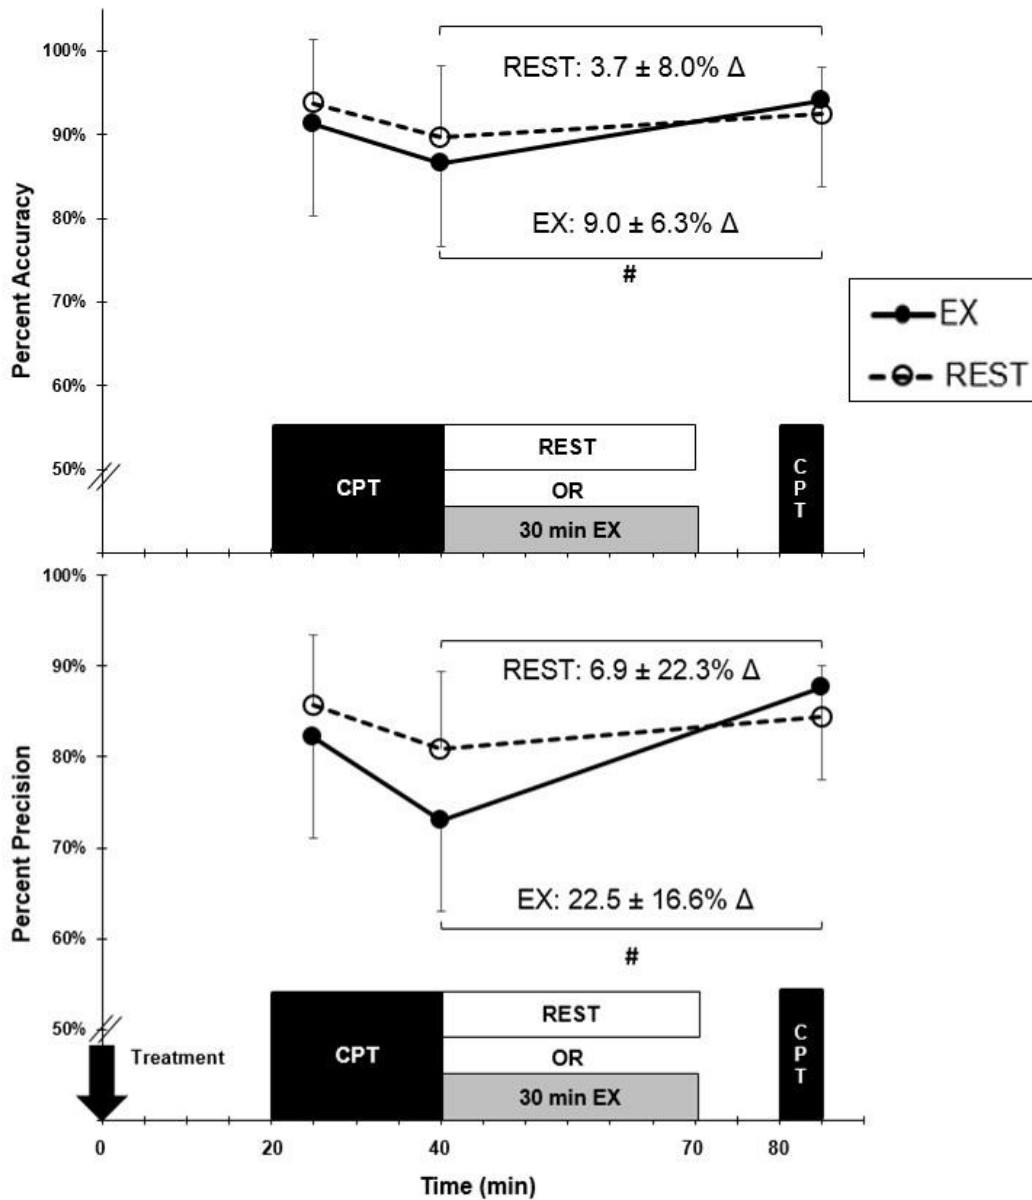 100%
REST: 3.7 ± 8.0% Δ
90%
80%
EX: 9.0 ± 6.3% Δ
#
70%
60%
50%
Percent Accuracy
EX
REST
CPT
REST
OR
30 min EX
C
P
T
100%
90%
REST: 6.9 ± 22.3% Δ
80%
70%
EX: 22.5 ± 16.6% Δ
60%
#
50%
Percent Precision
Treatment
CPT
REST
OR
30 min EX
C
P
T
0 20 40 70 80
Time (min)